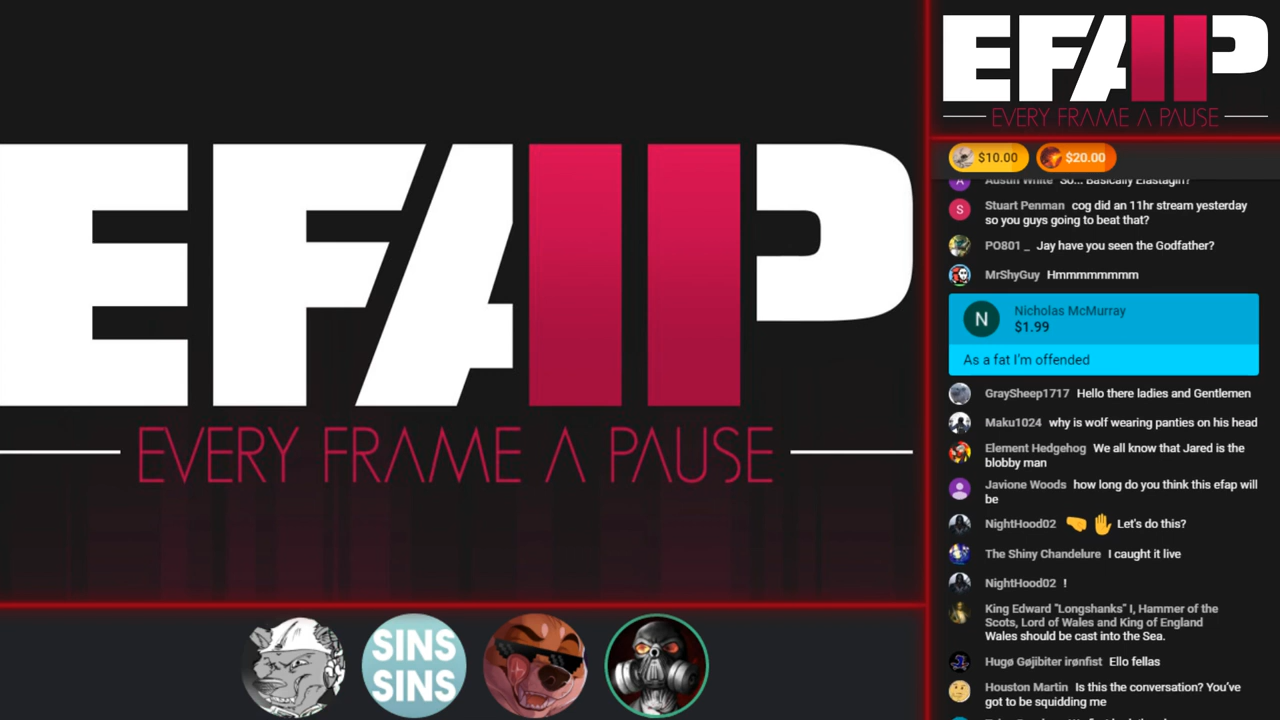 EFAP
EVERY FRAME A PAUSE
SINS
SINS
EFAP
EVERY FRAME A PAUSE
$10.00
$20.00
Austin White So... Basically Elastagirl?
S
Stuart Penman cog did an 11hr stream yesterday
so you guys going to beat that?
PO801 _ Jay have you seen the Godfather?
MrShyGuy Hmmmmmmmm
N
Nicholas McMurray
$1.99
As a fat I'm offended
GraySheep1717 Hello there ladies and Gentlemen
Maku1024 why is wolf wearing panties on his head
Element Hedgehog We all know that Jared is the
blobby man
Javione Woods how long do you think this efap will
be
NightHood02 🤜 ✋ Let's do this?
The Shiny Chandelure I caught it live
NightHood02 !
King Edward "Longshanks" I, Hammer of the
Scots, Lord of Wales and King of England
Wales should be cast into the Sea.
Hugø Gøjibiter irønfist Ello fellas
Houston Martin Is this the conversation? You've
got to be squidding me